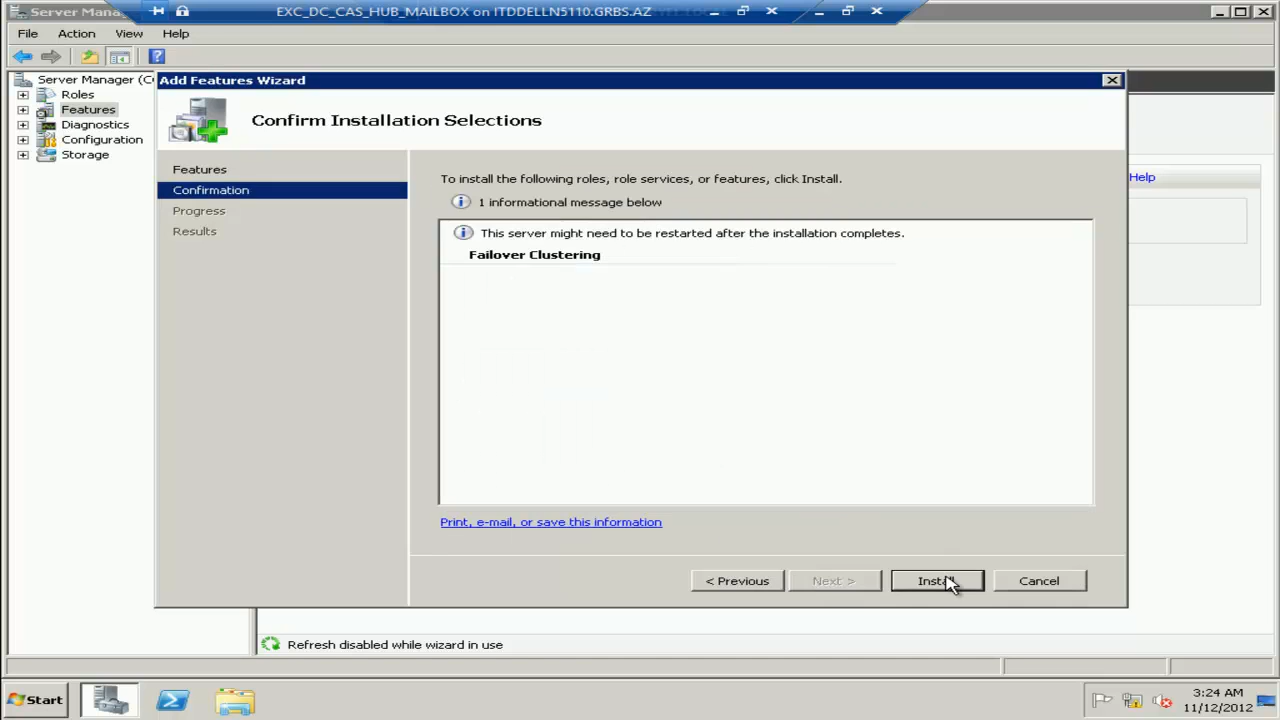 Server Mana
EXC_DC_CAS_HUB_MAILBOX on ITDDELLN5110.GRBS.AZ
File Action View Help
Server Manager (C
Roles
Features
Diagnostics
Configuration
Storage
Add Features Wizard
Confirm Installation Selections
Features
Confirmation
Progress
Results
To install the following roles, role services, or features, click Install.
1 informational message below
This server might need to be restarted after the installation completes.
Failover Clustering
Print, e-mail, or save this information
< Previous
Next >
Install
Cancel
Help
Refresh disabled while wizard in use
Start
3:24 AM
11/12/2012